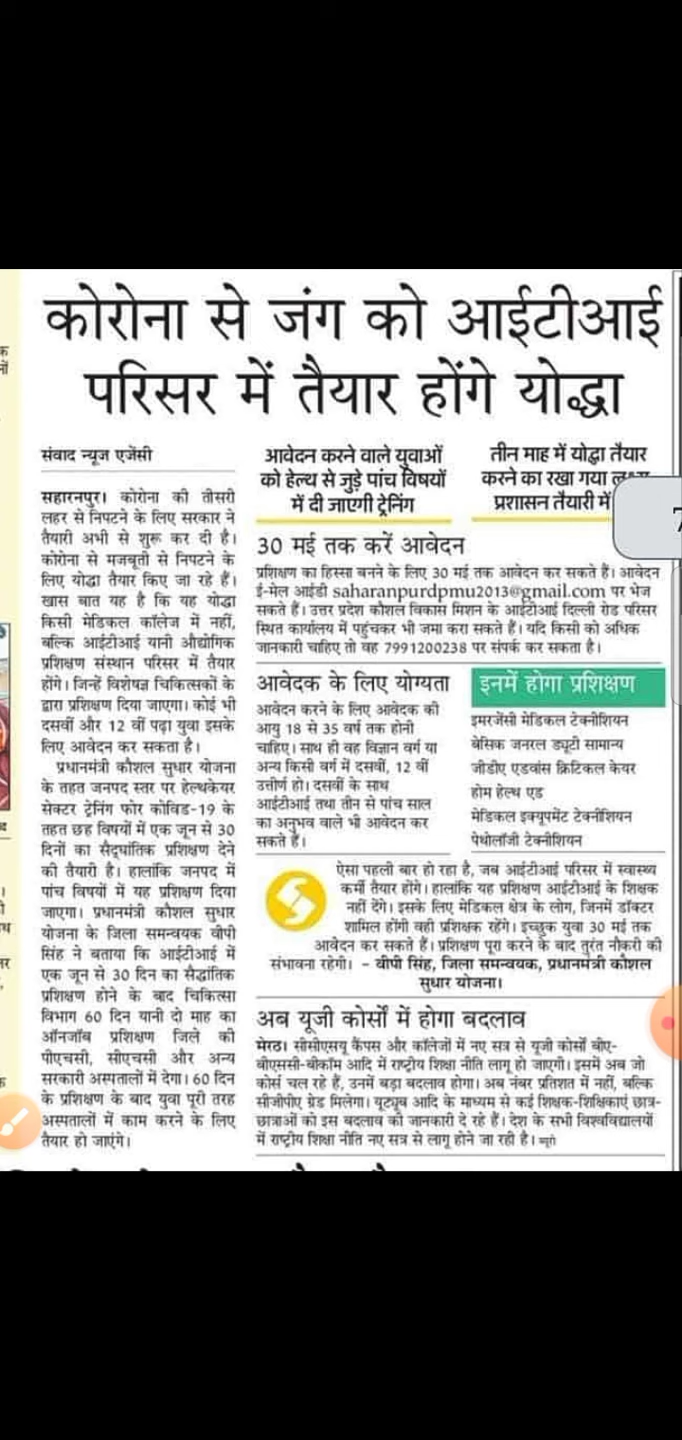 कोरोना से जंग को आईटीआई
परिसर में तैयार होंगे योद्धा
संवाद न्यूज एजेंसी
सहारनपुर। कोरोना की तीसरी
लहर से निपटने के लिए सरकार ने
तैयारी अभी से शुरू कर दी है।
कोरोना से मजबूती से निपटने के
लिए योद्धा तैयार किए जा रहे हैं।
खास बात यह है कि यह योद्धा
किसी मेडिकल कॉलेज में नहीं,
बल्कि आईटीआई यानी औद्योगिक
प्रशिक्षण संस्थान परिसर में तैयार
होंगे। जिन्हें विशेषज्ञ चिकित्सकों के
द्वारा प्रशिक्षण दिया जाएगा। कोई भी
दसवीं और 12 वीं पढ़ा युवा इसके
लिए आवेदन कर सकता है।
प्रधानमंत्री कौशल सुधार योजना
के तहत जनपद स्तर पर हेल्थकेयर
सेक्टर ट्रेनिंग फोर कोविड-19 के
तहत छह विषयों में एक जून से 30
दिनों का सैद्धांतिक प्रशिक्षण देने
की तैयारी है। हालांकि जनपद में
पांच विषयों में यह प्रशिक्षण दिया
जाएगा। प्रधानमंत्री कौशल सुधार
योजना के जिला समन्वयक वीपी
सिंह ने बताया कि आईटीआई में
एक जून से 30 दिन का सैद्धांतिक
प्रशिक्षण होने के बाद चिकित्सा
विभाग 60 दिन यानी दो माह का
ऑनजॉब प्रशिक्षण जिले की
पीएचसी, सीएचसी और अन्य
सरकारी अस्पतालों में देगा। 60 दिन
के प्रशिक्षण के बाद युवा पूरी तरह
अस्पतालों में काम करने के लिए
तैयार हो जाएंगे।
आवेदन करने वाले युवाओं
को हेल्थ से जुड़े पांच विषयों
में दी जाएगी ट्रेनिंग
तीन माह में योद्धा तैयार
करने का रखा गया
प्रशासन तैयारी में
30 मई तक करें आवेदन
प्रशिक्षण का हिस्सा बनने के लिए 30 मई तक आवेदन कर सकते हैं। आवेदन
ई-मेल आईडी saharanpurdpmu2013@gmail.com पर भेज
सकते हैं। उत्तर प्रदेश कौशल विकास मिशन के आईटीआई दिल्ली रोड परिसर
स्थित कार्यालय में पहुंचकर भी जमा करा सकते हैं। यदि किसी को अधिक
जानकारी चाहिए तो वह 7991200238 पर संपर्क कर सकता है।
आवेदक के लिए योग्यता
आवेदन करने के लिए आवेदक की
आयु 18 से 35 वर्ष तक होनी
चाहिए। साथ ही वह विज्ञान वर्ग या
अन्य किसी वर्ग में दसवीं, 12 वीं
उत्तीर्ण हो। दसवीं के साथ
आईटीआई तथा तीन से पांच साल
का अनुभव वाले भी आवेदन कर
सकते हैं।
इनमें होगा प्रशिक्षण
इमरजेंसी मेडिकल टेक्नीशियन
बेसिक जनरल ड्यूटी सामान्य
जीडीए एडवांस क्रिटिकल केयर
होम हेल्थ एड
मेडिकल इक्यूपमेंट टेक्नीशियन
पेथोलॉजी टेक्नीशियन
ऐसा पहली बार हो रहा है, जब आईटीआई परिसर में स्वास्थ्य
कर्मी तैयार होंगे। हालांकि यह प्रशिक्षण आईटीआई के शिक्षक
नहीं देंगे। इसके लिए मेडिकल क्षेत्र के लोग, जिनमें डॉक्टर
शामिल होंगी वही प्रशिक्षक रहेंगे। इच्छुक युवा 30 मई तक
आवेदन कर सकते हैं। प्रशिक्षण पूरा करने के बाद तुरंत नौकरी की
संभावना रहेगी। - वीपी सिंह, जिला समन्वयक, प्रधानमंत्री कौशल
सुधार योजना।
अब यूजी कोर्सों में होगा बदलाव
मेरठ। सीसीएसयू कैंपस और कॉलेजों में नए सत्र से यूजी कोर्सों बीए-
बीएससी-बीकॉम आदि में राष्ट्रीय शिक्षा नीति लागू हो जाएगी। इसमें अब जो
कोर्स चल रहे हैं, उनमें बड़ा बदलाव होगा। अब नंबर प्रतिशत में नहीं, बल्कि
सीजीपीए ग्रेड मिलेगा। यूट्यूब आदि के माध्यम से कई शिक्षक-शिक्षिकाएं छात्र-
छात्राओं को इस बदलाव की जानकारी दे रहे हैं। देश के सभी विश्वविद्यालयों
में राष्ट्रीय शिक्षा नीति नए सत्र से लागू होने जा रही है। ब्यूरो